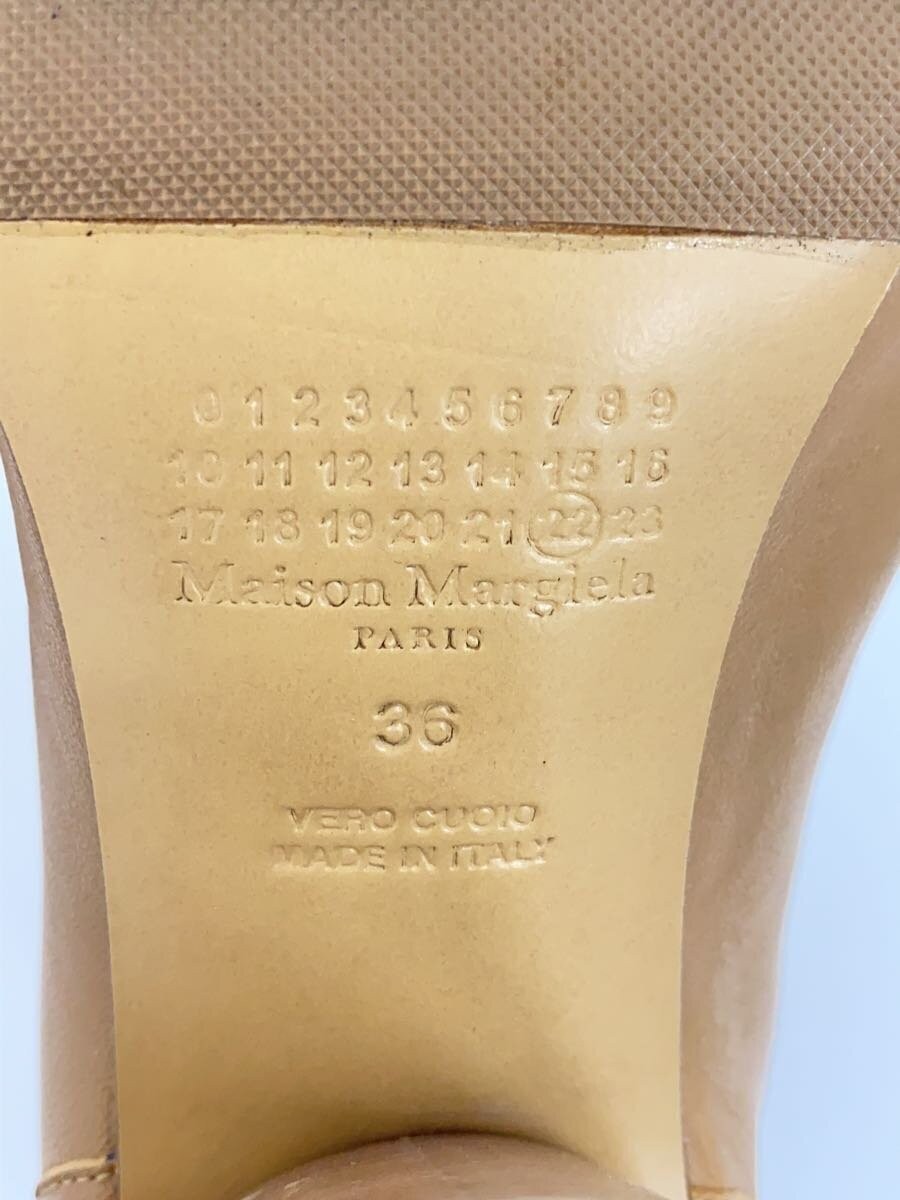 0 1 2 3 4 5 6 7 8 9
10 11 12 13 14 15 16
17 18 19 20 21 22 23
Maison Margiela
PARIS
36
VERO CUOIO
MADE IN ITALY